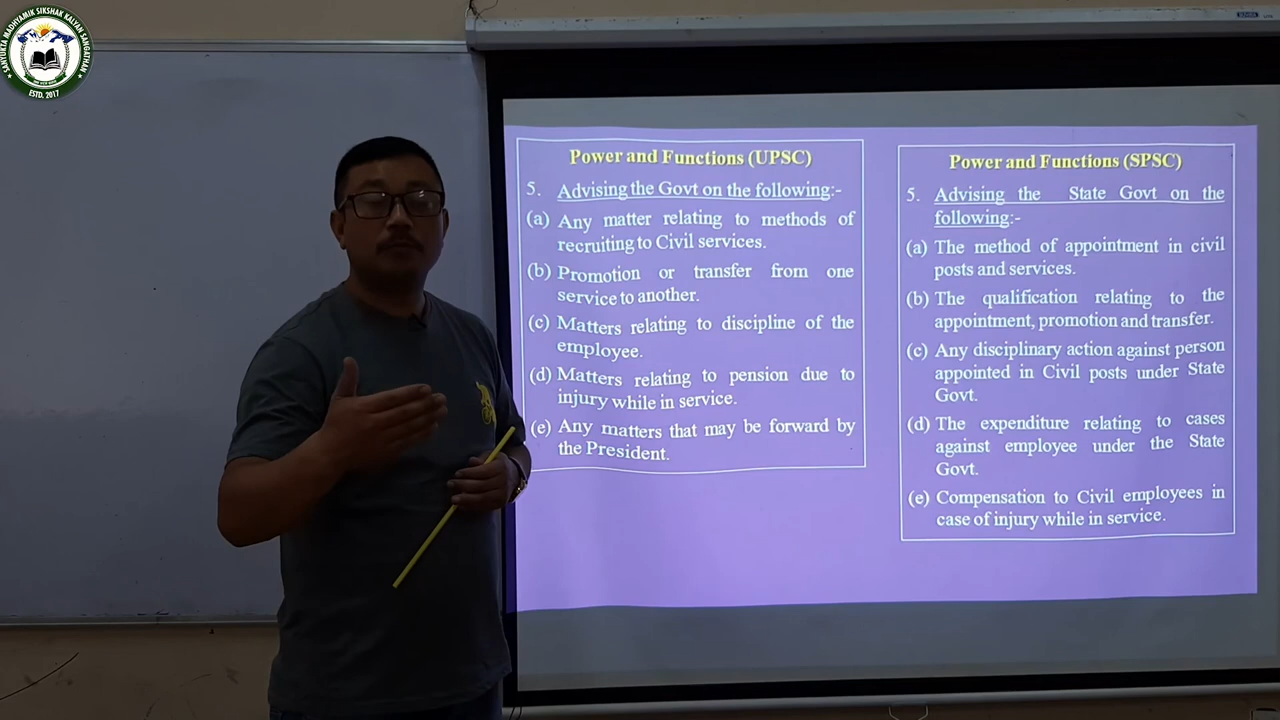 SANYUKTA MADHYAMIK SIKSHAK KALYAN SANGATHAN
ESTD. 2017
Power and Functions (UPSC)
5. Advising the Govt on the following:-
(a) Any matter relating to methods of
recruiting to Civil services.
(b) Promotion or transfer from one
service to another.
(c) Matters relating to discipline of the
employee.
(d) Matters relating to pension due to
injury while in service.
(e) Any matters that may be forward by
the President.
Power and Functions (SPSC)
5. Advising the State Govt on the
following:-
(a) The method of appointment in civil
posts and services.
(b) The qualification relating to the
appointment, promotion and transfer.
(c) Any disciplinary action against person
appointed in Civil posts under State
Govt.
(d) The expenditure relating to cases
against employee under the State
Govt.
(e) Compensation to Civil employees in
case of injury while in service.